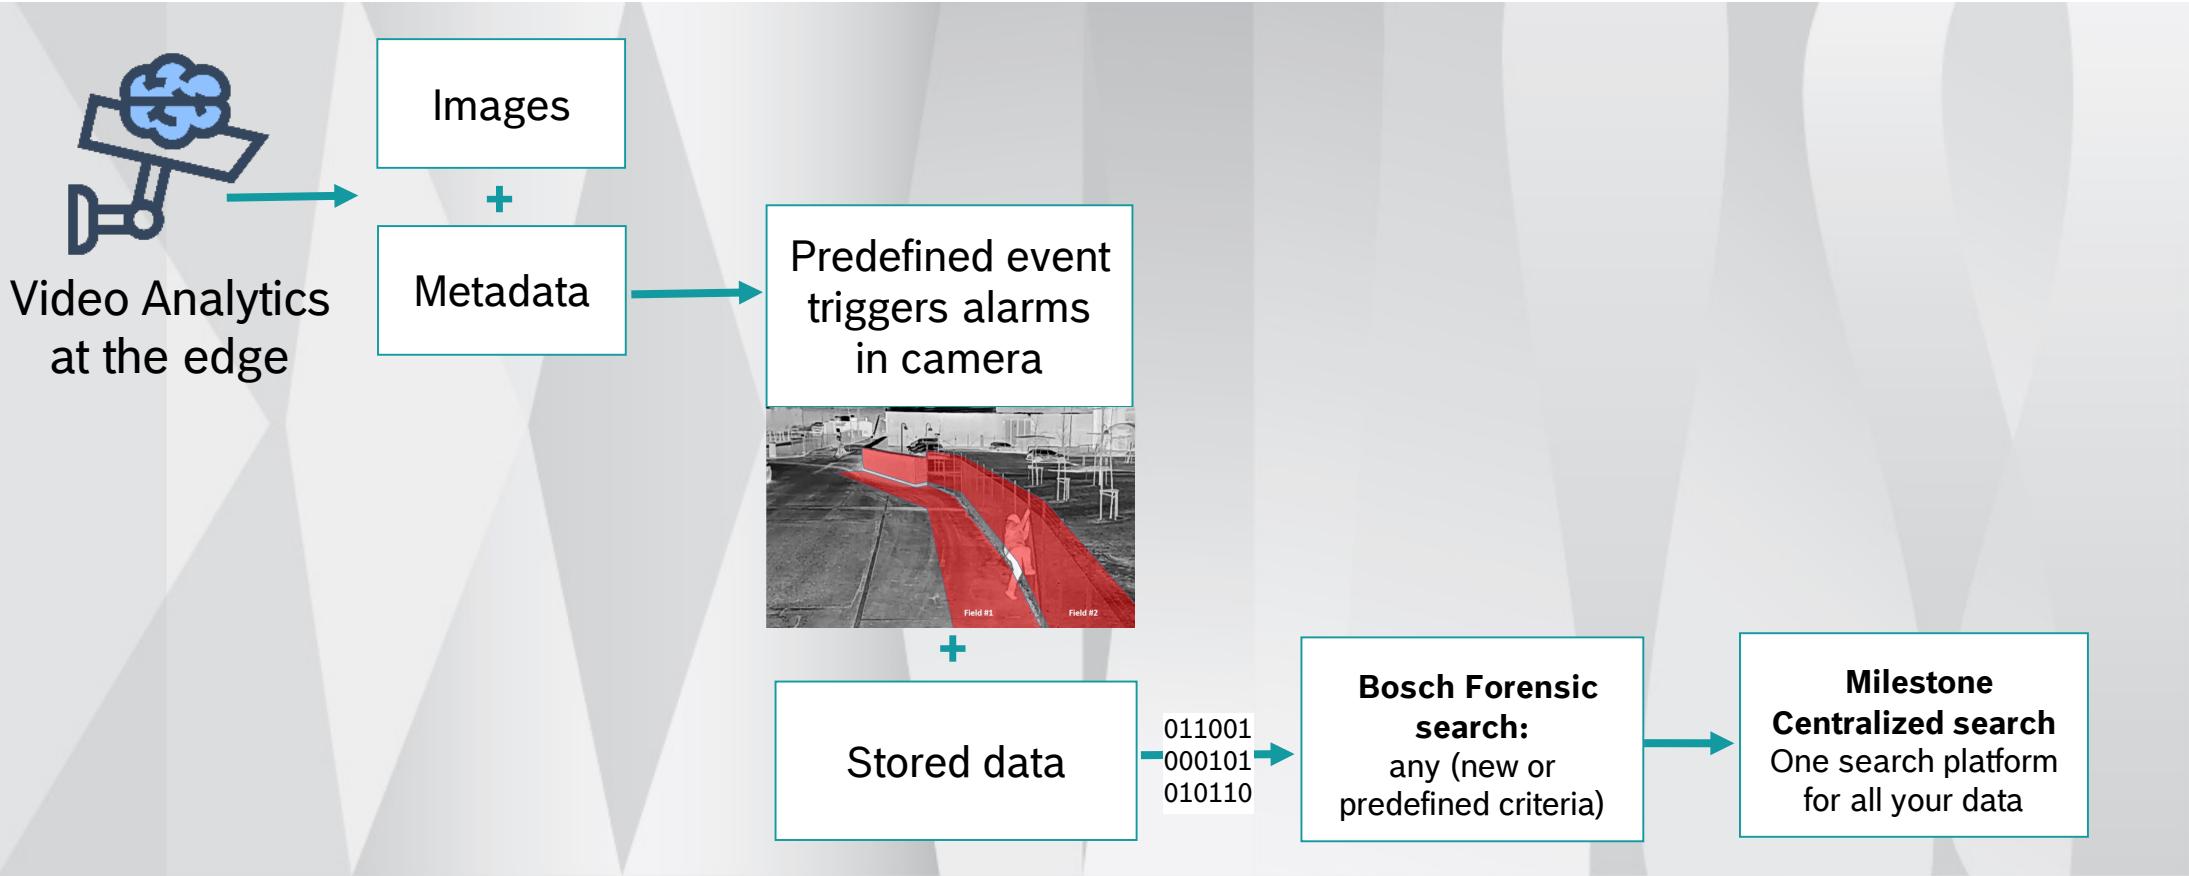 Images
Metadata
Video Analytics
at the edge
Predefined event
triggers alarms
in camera
Field #1
Field #2
Stored data
011001
000101
010110
Bosch Forensic
search:
any (new or
predefined criteria)
Milestone
Centralized search
One search platform
for all your data